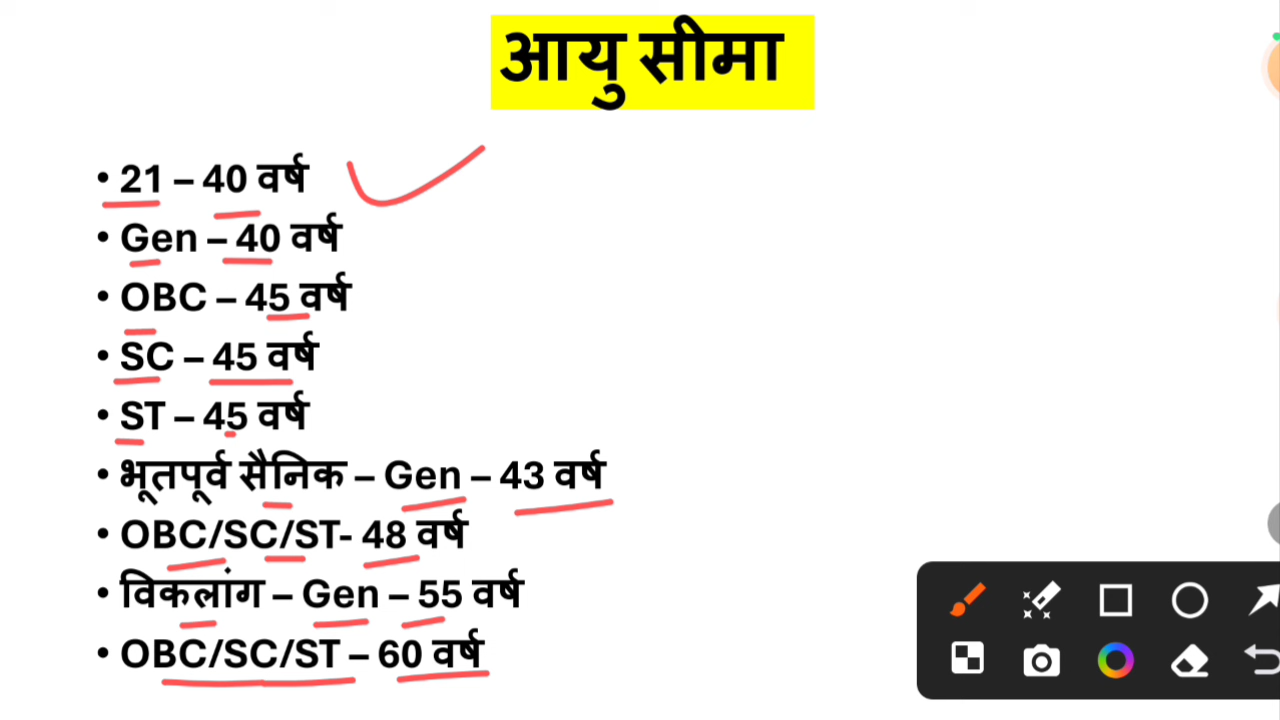 आयु सीमा
• 21 – 40 वर्ष
• Gen – 40 वर्ष
• OBC – 45 वर्ष
• SC – 45 वर्ष
• ST – 45 वर्ष
• भूतपूर्व सैनिक – Gen – 43 वर्ष
• OBC/SC/ST- 48 वर्ष
• विकलांग – Gen – 55 वर्ष
• OBC/SC/ST – 60 वर्ष